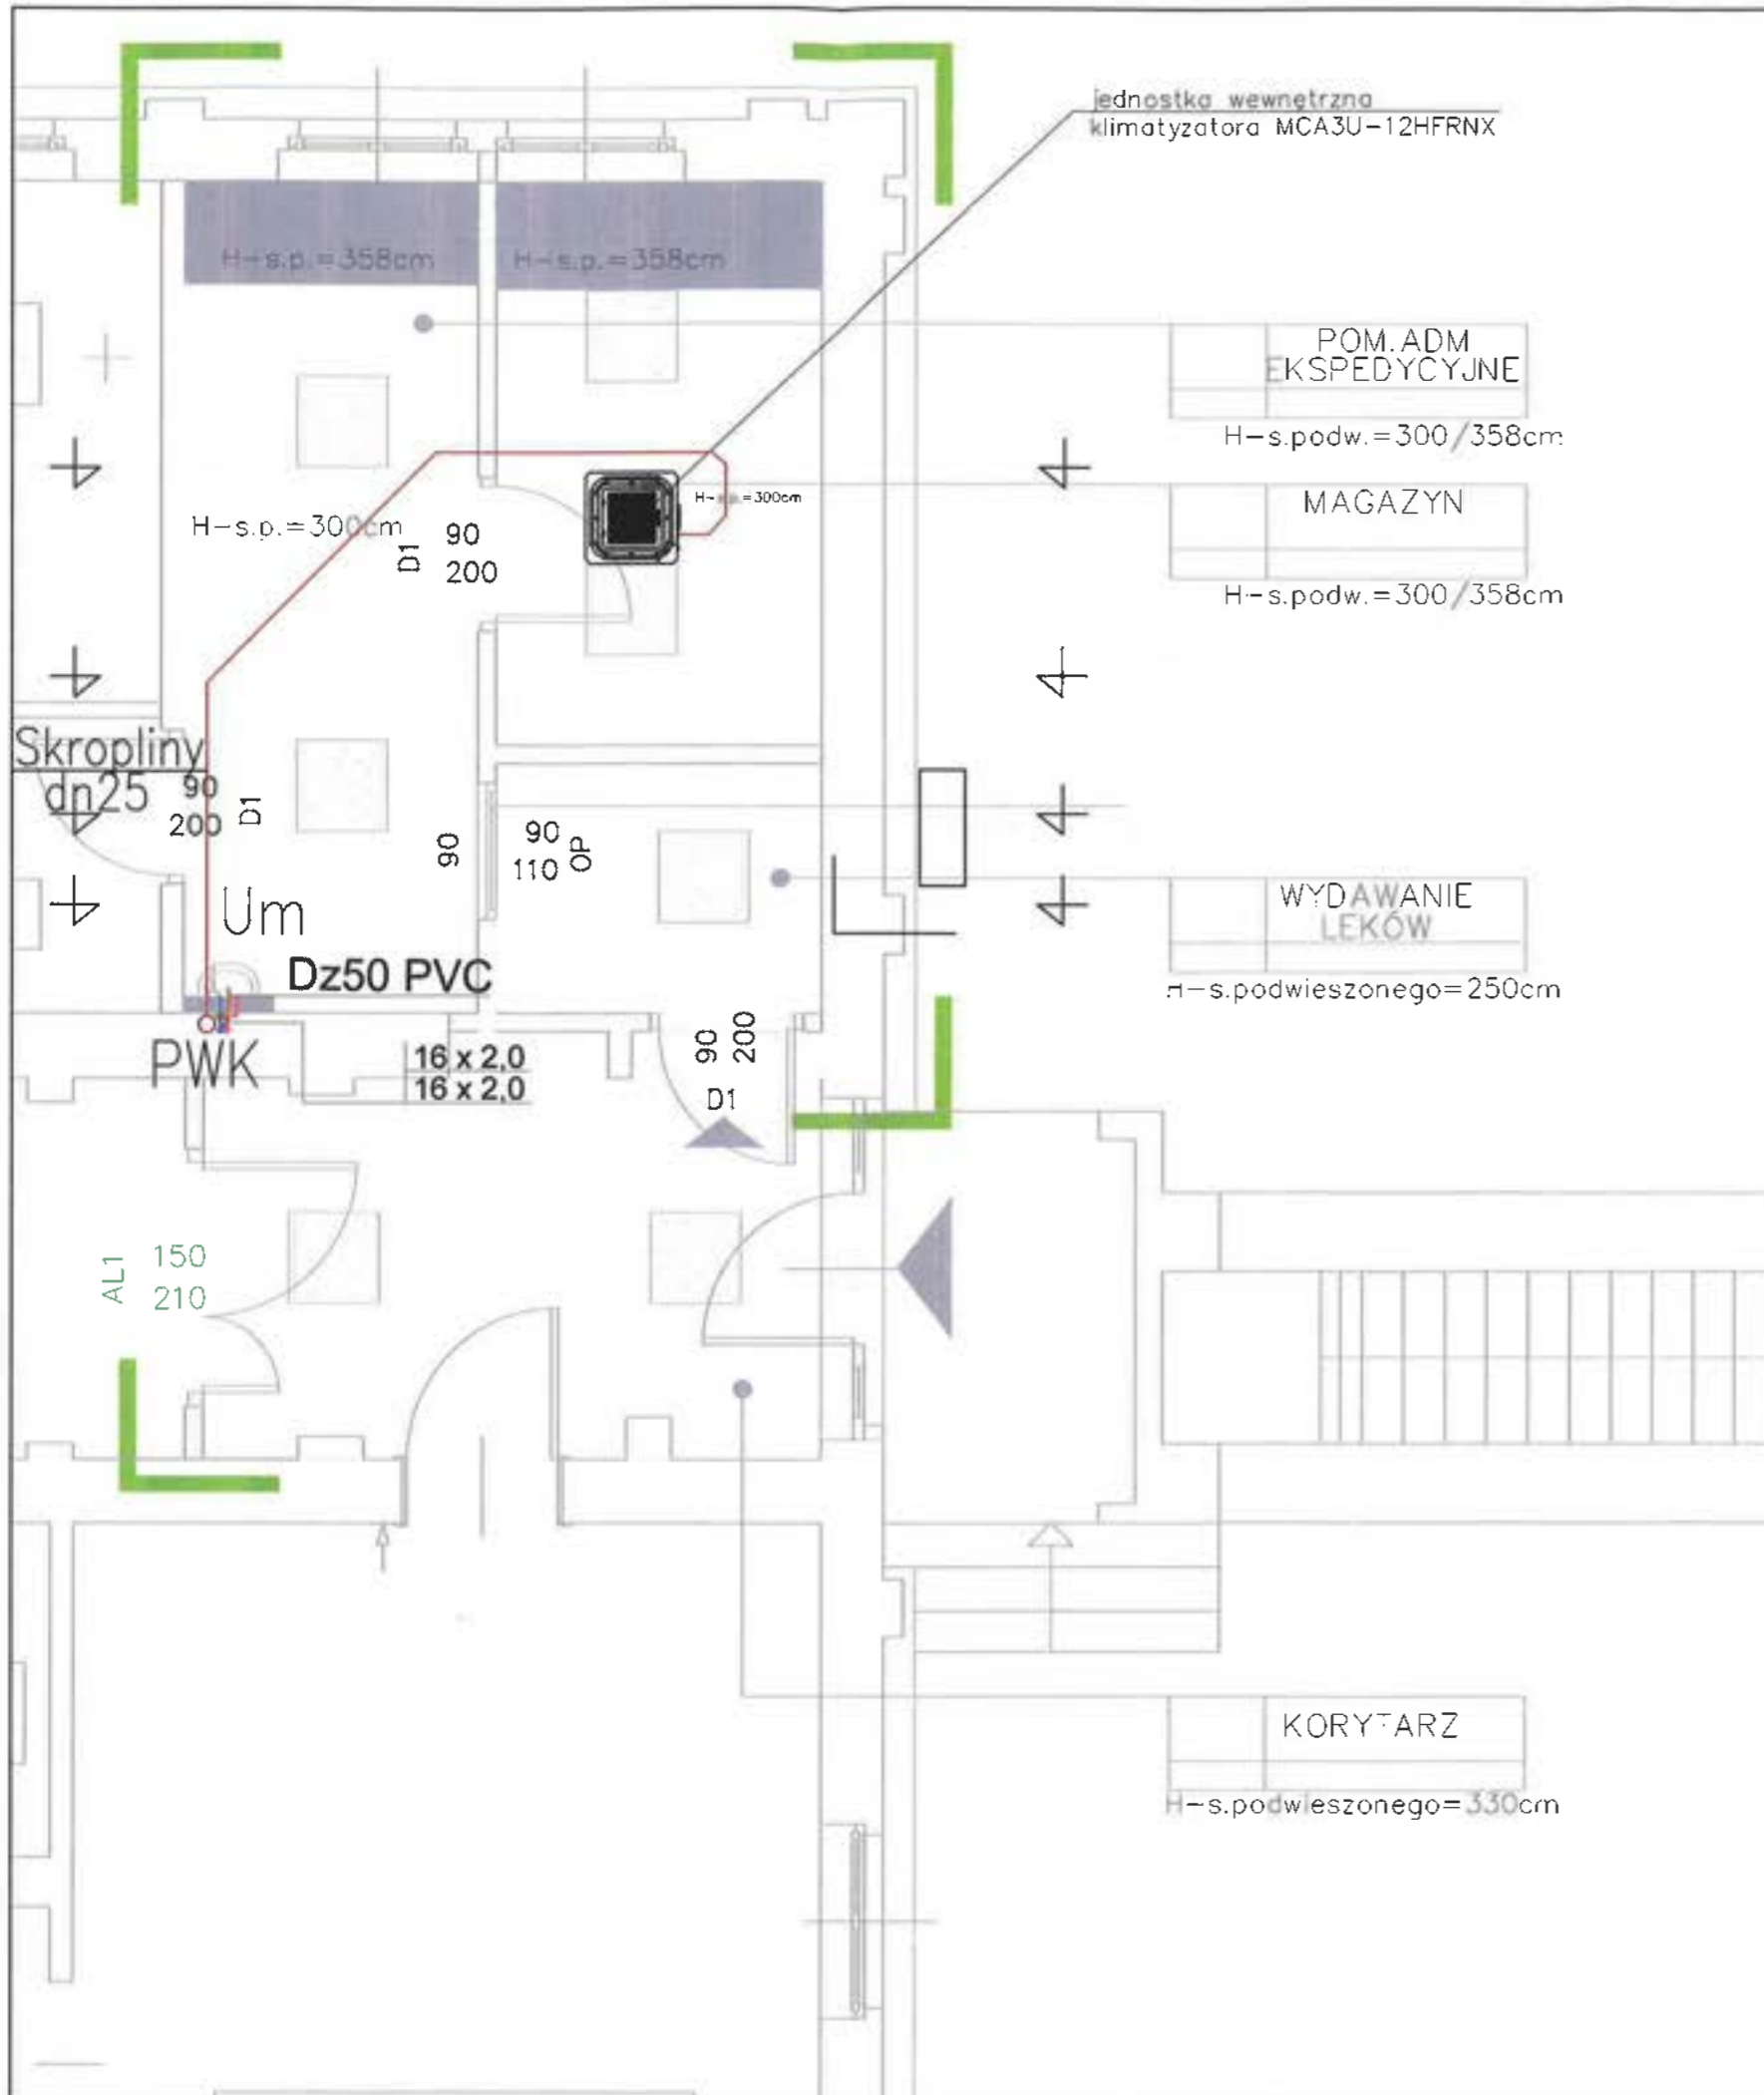 jednostka wewnętrzna
klimatyzatora MCA3U-12HFRNX
H-s.p.=358cm
H-s.p.=358cm
POM.ADM
EKSPEDYCYJNE
H-s.podw.=300/358cm
MAGAZYN
H-s.podw.=300/358cm
H-s.p.=300cm
D1
90
200
H- =300cm
Skropliny
dn25
90
200
D1
90
90
110
OP
Um
Dz50 PVC
WYDAWANIE
LEKÓW
H-s.podwieszonego=250cm
PWK
16 x 2,0
16 x 2,0
90
200
D1
AL1
150
210
KORYTARZ
H-s.podwieszonego=330cm